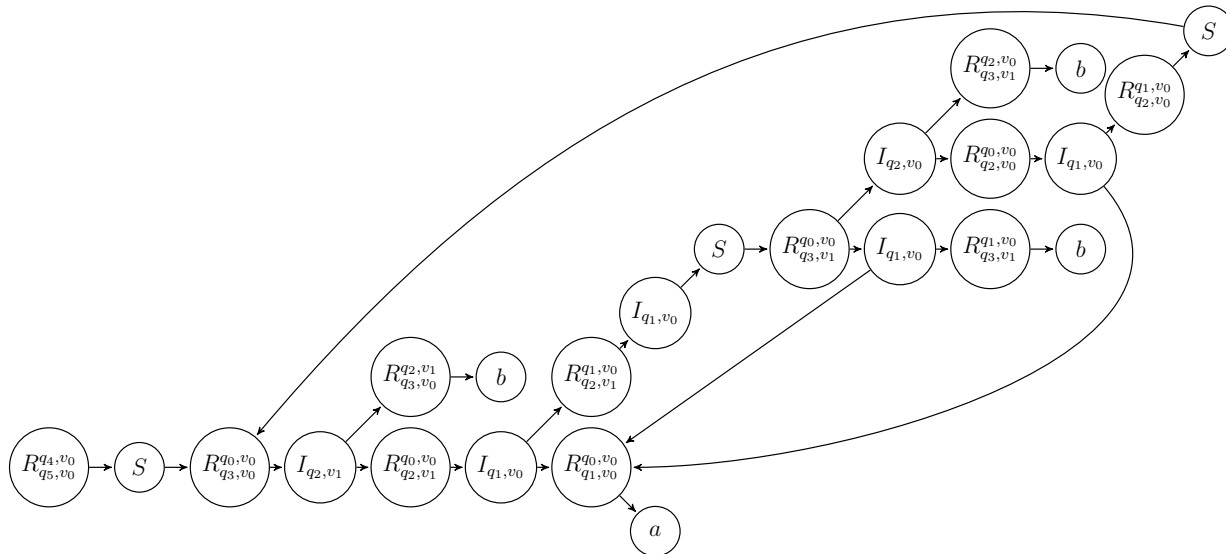 S
R^{q_2,v_0}_{q_3,v_1} b
R^{q_1,v_0}_{q_2,v_0}
I_{q_2,v_0} R^{q_0,v_0}_{q_2,v_0} I_{q_1,v_0}
S R^{q_0,v_0}_{q_3,v_1} I_{q_1,v_0} R^{q_1,v_0}_{q_3,v_1} b
I_{q_1,v_0}
R^{q_2,v_1}_{q_3,v_0} b R^{q_1,v_0}_{q_2,v_1}
R^{q_4,v_0}_{q_5,v_0} S R^{q_0,v_0}_{q_3,v_0} I_{q_2,v_1} R^{q_0,v_0}_{q_2,v_1} I_{q_1,v_0} R^{q_0,v_0}_{q_1,v_0}
a